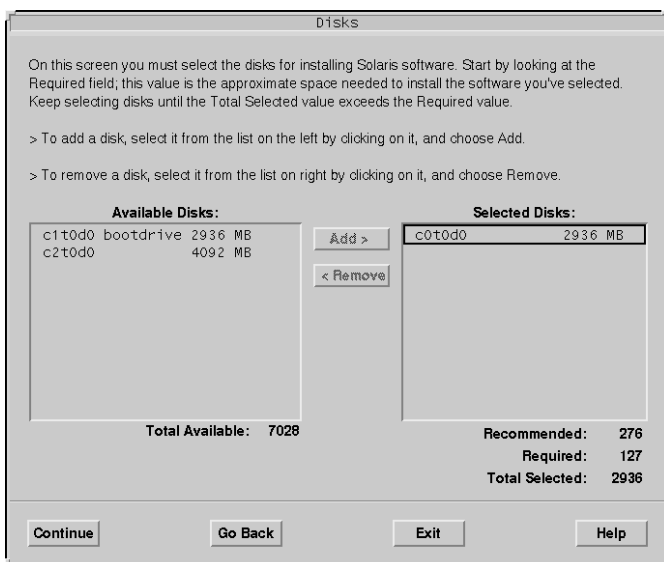 Disks
On this screen you must select the disks for installing Solaris software. Start by looking at the
Required field; this value is the approximate space needed to install the software you've selected.
Keep selecting disks until the Total Selected value exceeds the Required value.
> To add a disk, select it from the list on the left by clicking on it, and choose Add.
> To remove a disk, select it from the list on right by clicking on it, and choose Remove.
Available Disks:
c1t0d0 bootdrive 2936 MB
c2t0d0 4092 MB
Total Available: 7028
Add >
< Remove
Selected Disks:
c0t0d0 2936 MB
Recommended: 276
Required: 127
Total Selected: 2936
Continue Go Back Exit Help